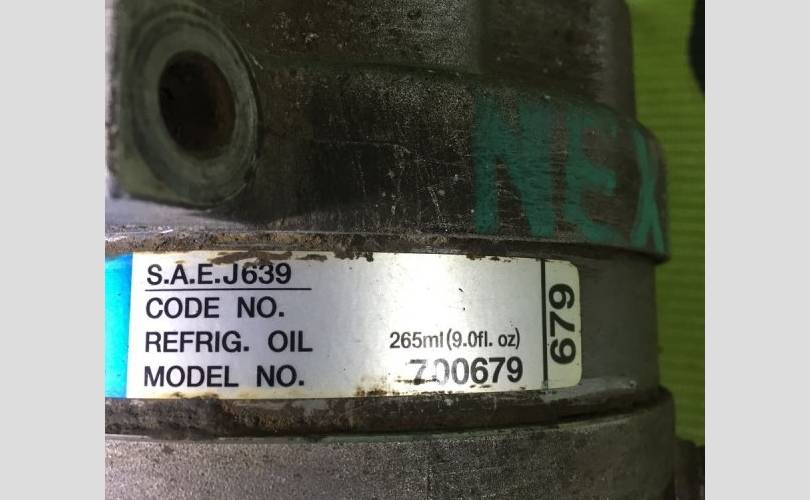 NEX
S.A.E.J639
CODE NO.
REFRIG. OIL 265ml(9.0fl. oz)
MODEL NO. 700679
679